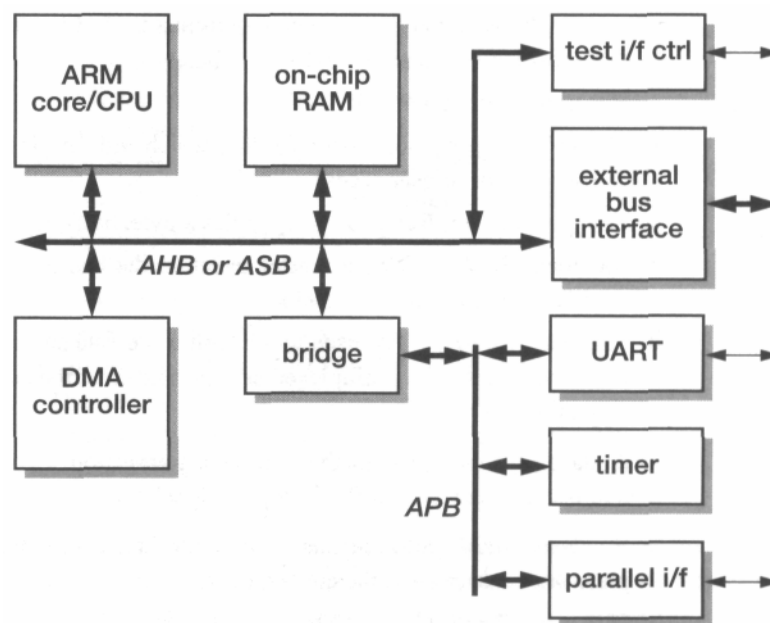 ARM
core/CPU
on-chip
RAM
test i/f ctrl
external
bus
interface
AHB or ASB
DMA
controller
bridge
UART
timer
APB
parallel i/f